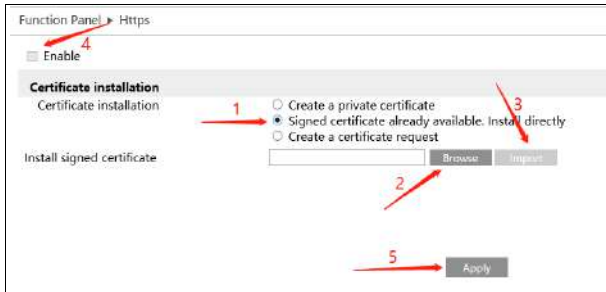 Function Panel ▸ Https
4
Enable
Certificate installation
Certificate installation 1 Create a private certificate 3
Signed certificate already available. Install directly
Create a certificate request
Install signed certificate Browse Import
2
5 Apply